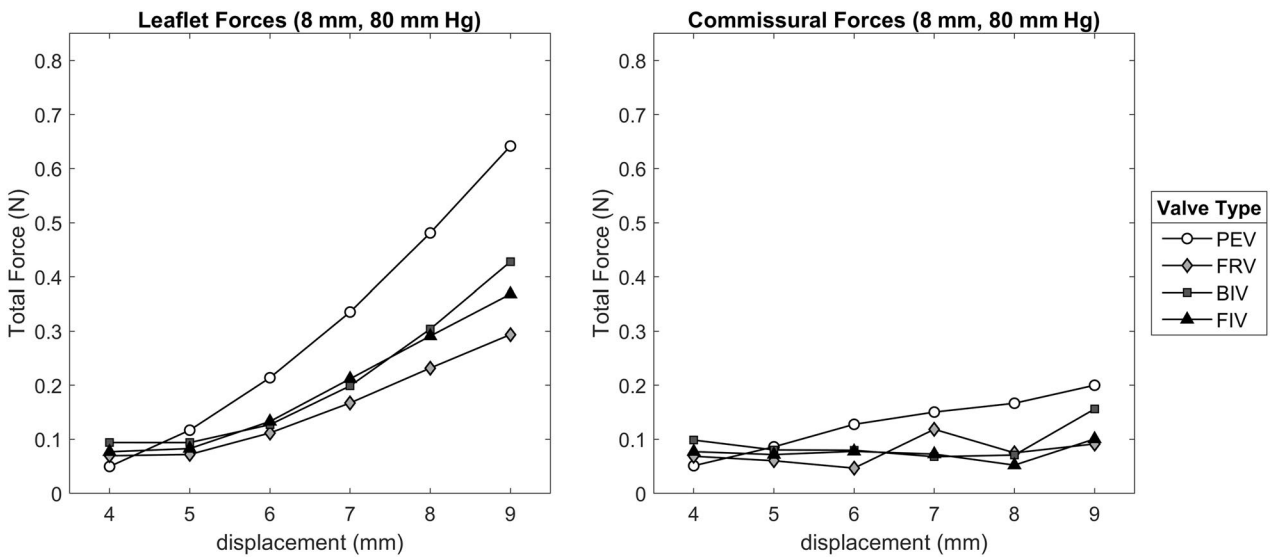 Leaflet Forces (8 mm, 80 mm Hg)
0.8
0.7
0.6
0.5
0.4
0.3
0.2
0.1
0
Total Force (N)
4 5 6 7 8 9
displacement (mm)
Commissural Forces (8 mm, 80 mm Hg)
0.8
0.7
0.6
0.5
0.4
0.3
0.2
0.1
0
Total Force (N)
4 5 6 7 8 9
displacement (mm)
Valve Type
PEV
FRV
BIV
FIV